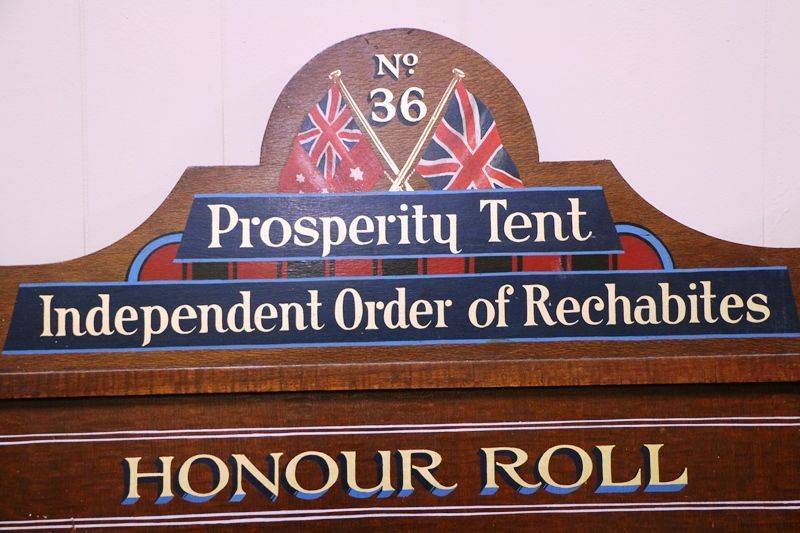 Nº
36
Prosperity Tent
Independent Order of Rechabites
HONOUR ROLL